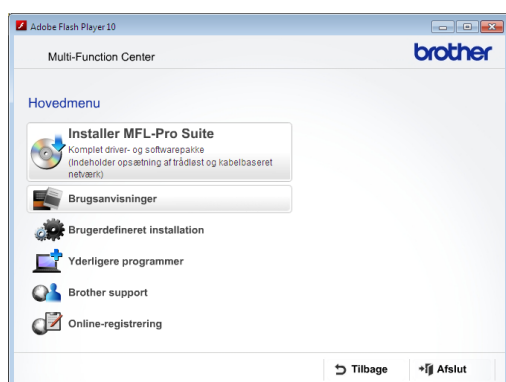 Adobe Flash Player 10
Multi-Function Center
brother
Hovedmenu
Installer MFL-Pro Suite
Komplet driver- og softwarepakke
(Indeholder opsætning af trådløst og kabelbaseret
netværk)
Brugsanvisninger
Brugerdefineret installation
Yderligere programmer
Brother support
Online-registrering
Tilbage
Afslut